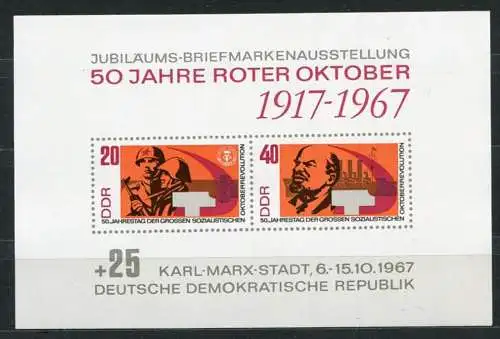 JUBILÄUMS-BRIEFMARKENAUSSTELLUNG
50 JAHRE ROTER OKTOBER
1917-1967
20
DDR
50.JAHRESTAG DER GROSSEN SOZIALISTISCHEN
OKTOBERREVOLUTION
40
DDR
50.JAHRESTAG DER GROSSEN SOZIALISTISCHEN
OKTOBERREVOLUTION
+25
KARL-MARX-STADT, 6.-15.10.1967
DEUTSCHE DEMOKRATISCHE REPUBLIK